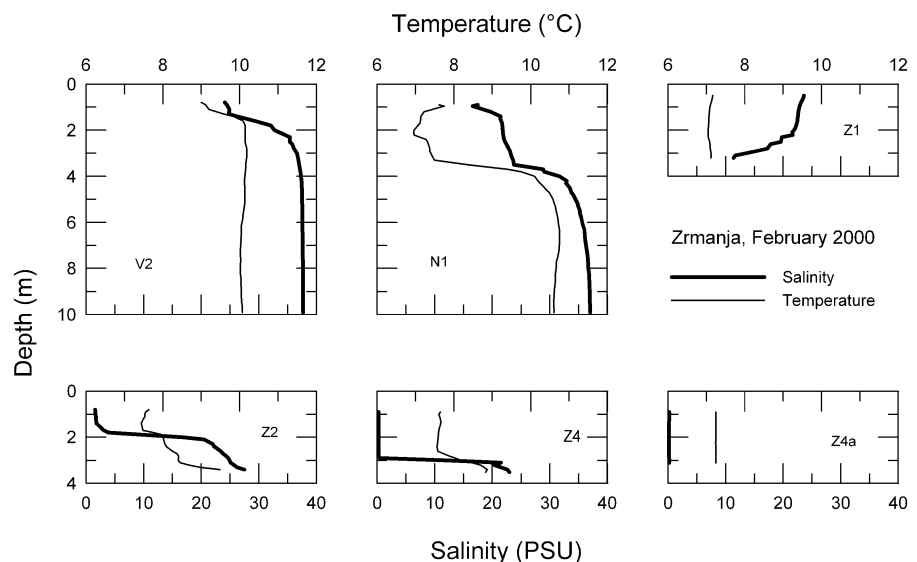 Temperature (°C)
6 8 10 12 6 8 10 12 6 8 10 12
0
2
4
6
8
10
V2
N1
Z1
Zrmanja, February 2000
Salinity
Temperature
Depth (m)
0
2
4
Z2
Z4
Z4a
0 10 20 30 40 0 10 20 30 40 0 10 20 30 40
Salinity (PSU)